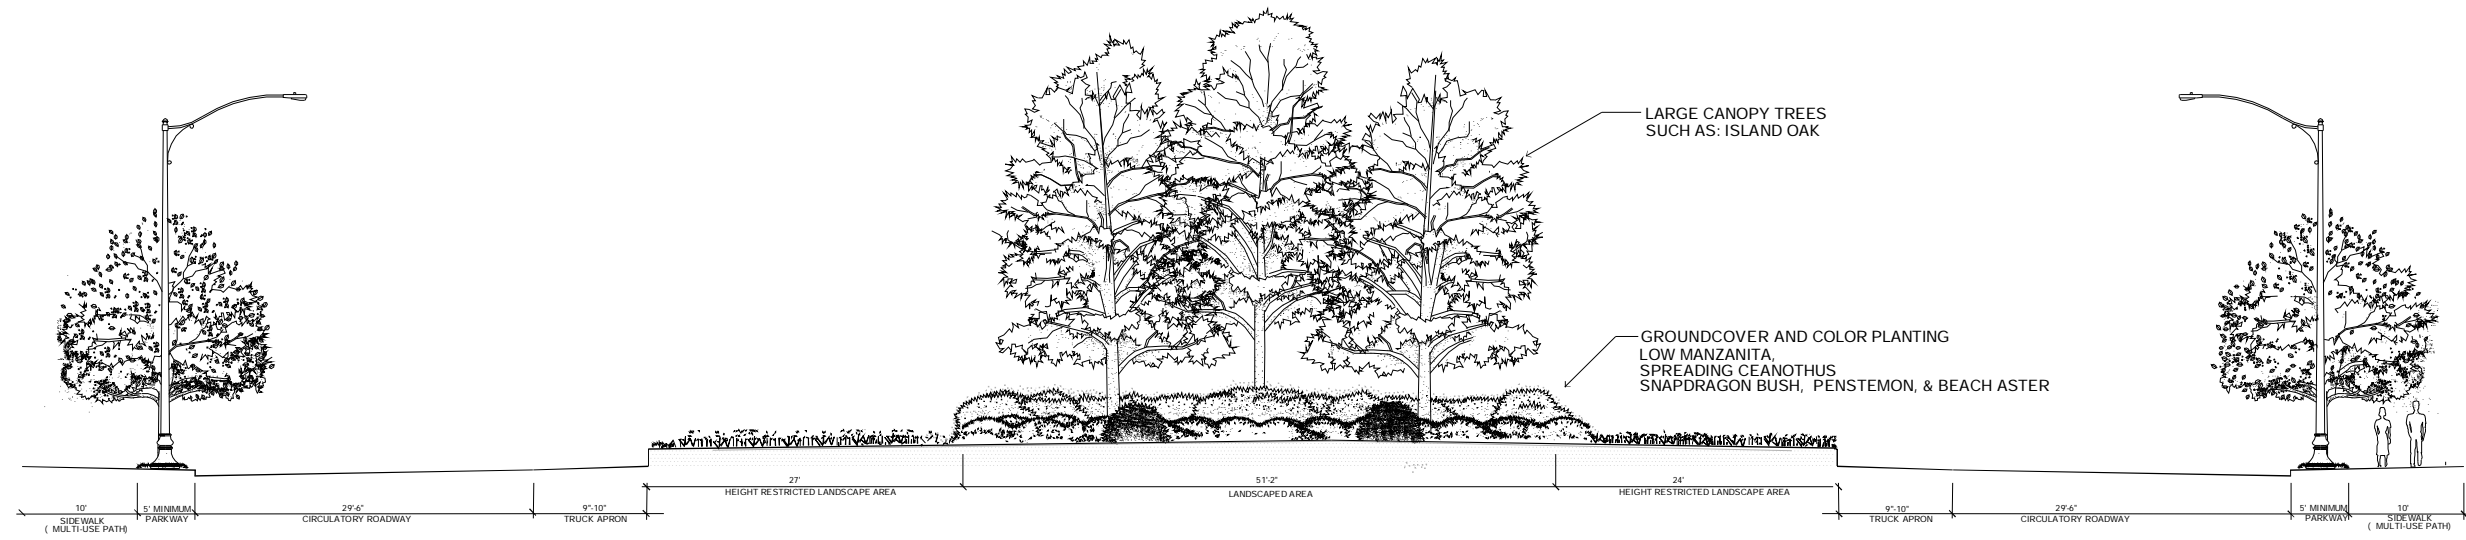 LARGE CANOPY TREES
SUCH AS: ISLAND OAK
GROUNDCOVER AND COLOR PLANTING
LOW MANZANITA,
SPREADING CEANOTHUS
SNAPDRAGON BUSH, PENSTEMON, & BEACH ASTER
27'
HEIGHT RESTRICTED LANDSCAPE AREA
51'-2"
LANDSCAPED AREA
24'
HEIGHT RESTRICTED LANDSCAPE AREA
10'
SIDEWALK
( MULTI-USE PATH)
5' MINIMUM
PARKWAY
29'-6"
CIRCULATORY ROADWAY
9"-10"
TRUCK APRON
9"-10"
TRUCK APRON
29'-6"
CIRCULATORY ROADWAY
5' MINIMUM
PARKWAY
10'
SIDEWALK
( MULTI-USE PATH)